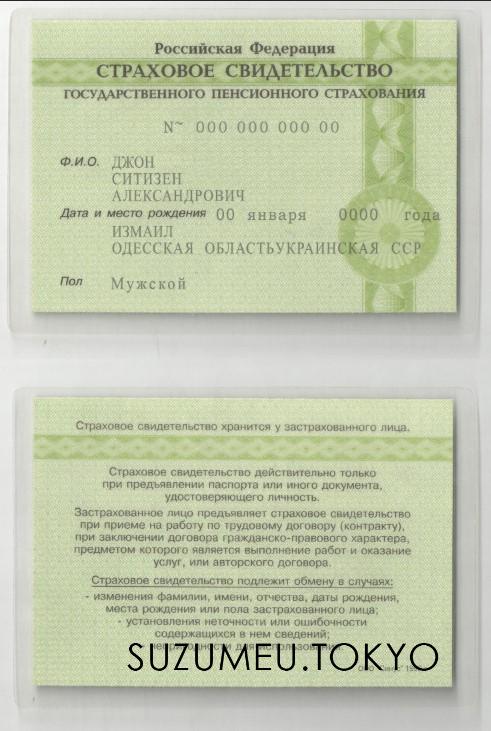 Российская Федерация
СТРАХОВОЕ СВИДЕТЕЛЬСТВО
ГОСУДАРСТВЕННОГО ПЕНСИОННОГО СТРАХОВАНИЯ
N~ 000 000 000 00
Ф.И.О. ДЖОН
СИТИЗЕН
АЛЕКСАНДРОВИЧ
Дата и место рождения 00 января 0000 года
ИЗМАИЛ
ОДЕССКАЯ ОБЛАСТЬУКРАИНСКАЯ ССР
Пол Мужской
Страховое свидетельство хранится у застрахованного лица.
Страховое свидетельство действительно только
при предъявлении паспорта или иного документа,
удостоверяющего личность.
Застрахованное лицо предъявляет страховое свидетельство
при приеме на работу по трудовому договору (контракту),
при заключении договора гражданско-правового характера,
предметом которого является выполнение работ и оказание
услуг, или авторского договора.
Страховое свидетельство подлежит обмену в случаях:
- изменения фамилии, имени, отчества, даты рождения,
места рождения или пола застрахованного лица;
- установления неточности или ошибочности
содержащихся в нем сведений;
- непригодности для использования.
SUZUMEU.TOKYO